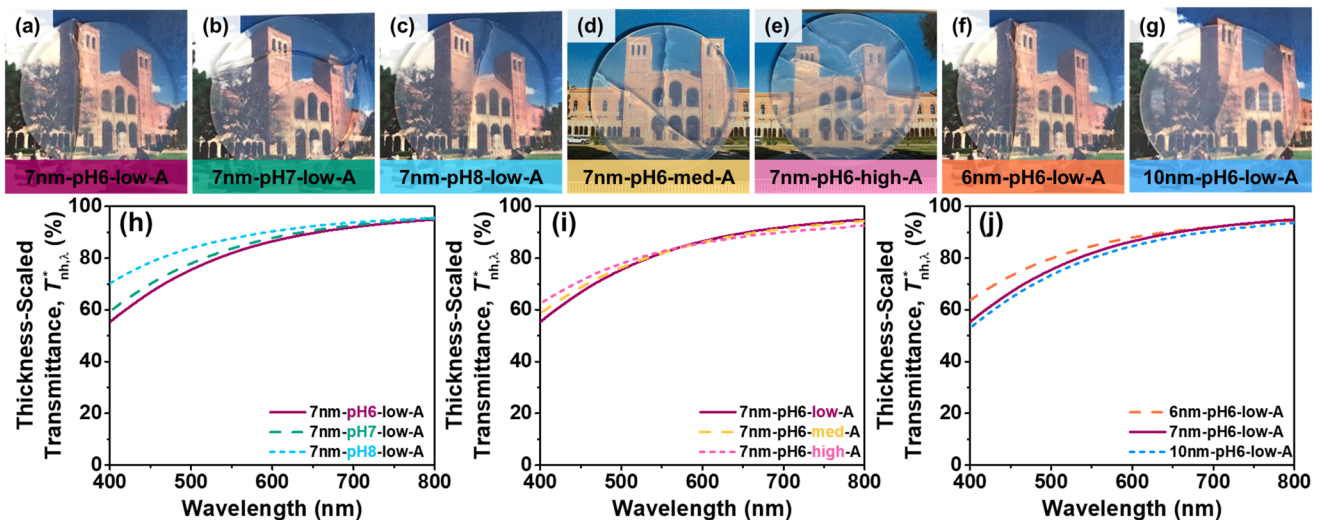 (a)
(b)
(c)
(d)
(e)
(f)
(g)
7nm-pH6-low-A
7nm-pH7-low-A
7nm-pH8-low-A
7nm-pH6-med-A
7nm-pH6-high-A
6nm-pH6-low-A
10nm-pH6-low-A
Thickness-Scaled
Transmittance, T*nh,λ (%)
100
80
60
40
20
0
(h)
7nm-pH6-low-A
7nm-pH7-low-A
7nm-pH8-low-A
400
500
600
700
800
Wavelength (nm)
Thickness-Scaled
Transmittance, T*nh,λ (%)
100
80
60
40
20
0
(i)
7nm-pH6-low-A
7nm-pH6-med-A
7nm-pH6-high-A
400
500
600
700
800
Wavelength (nm)
Thickness-Scaled
Transmittance, T*nh,λ (%)
100
80
60
40
20
0
(j)
6nm-pH6-low-A
7nm-pH6-low-A
10nm-pH6-low-A
400
500
600
700
800
Wavelength (nm)